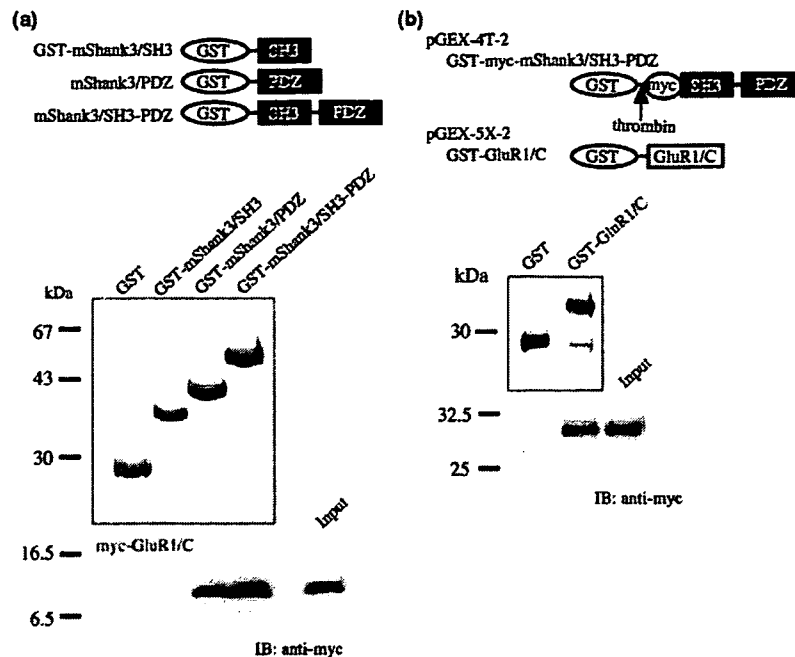 (a)
GST-mShank3/SH3 GST SH3
mShank3/PDZ GST PDZ
mShank3/SH3-PDZ GST SH3 PDZ
GST
GST-mShank3/SH3
GST-mShank3/PDZ
GST-mShank3/SH3-PDZ
kDa
67
43
30
myc-GluR1/C
Input
16.5
6.5
IB: anti-myc
(b)
pGEX-4T-2
GST-myc-mShank3/SH3-PDZ
GST myc SH3 PDZ
thrombin
pGEX-5X-2
GST-GluR1/C GST GluR1/C
GST
GST-GluR1/C
kDa
30
Input
32.5
25
IB: anti-myc